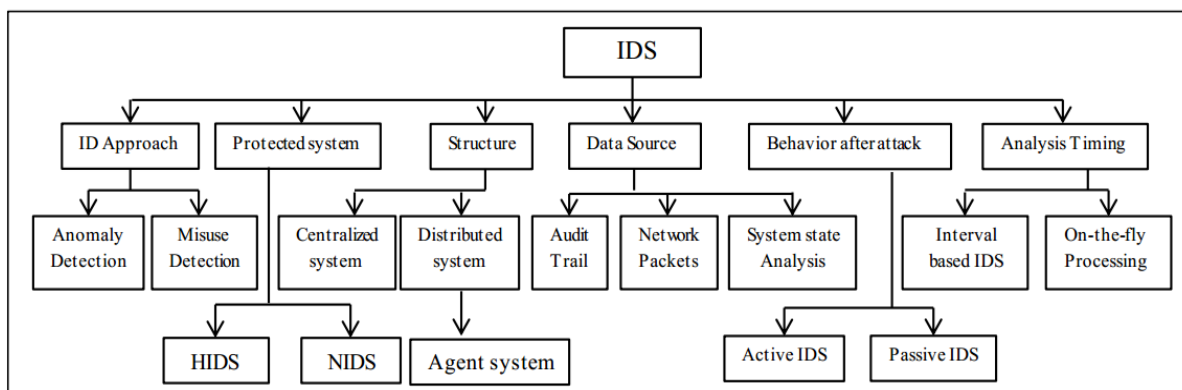 IDS
ID Approach
Protected system
Structure
Data Source
Behavior after attack
Analysis Timing
Anomaly
Detection
Misuse
Detection
Centralized
system
Distributed
system
Audit
Trail
Network
Packets
System state
Analysis
Interval
based IDS
On-the-fly
Processing
HIDS
NIDS
Agent system
Active IDS
Passive IDS